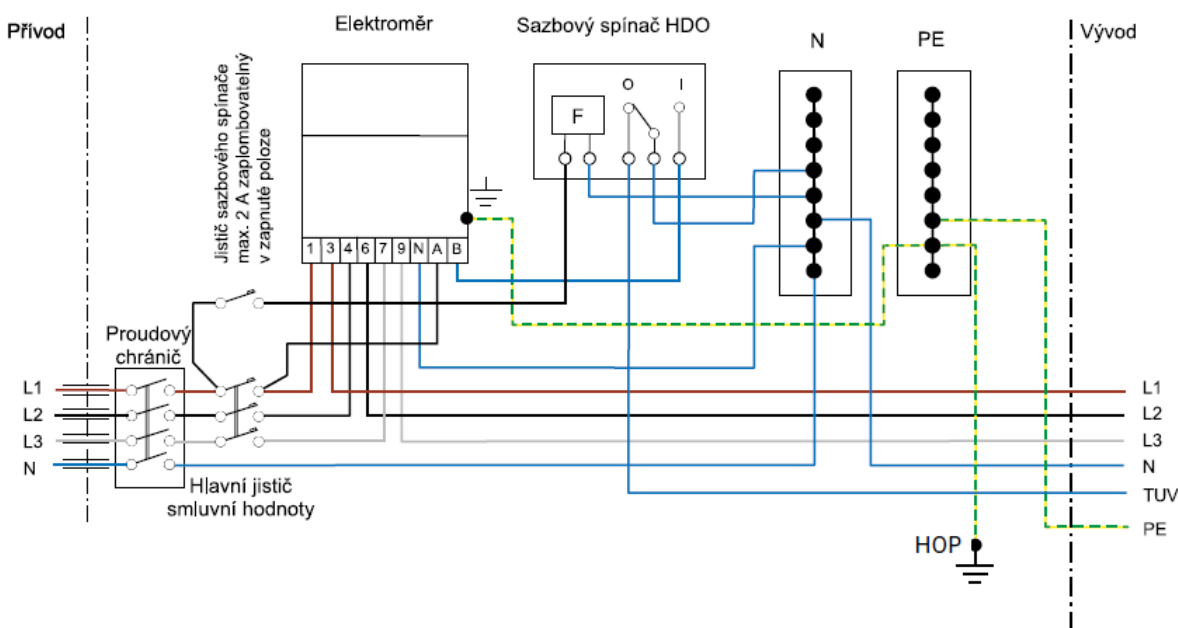 Přívod
Elektroměr
Sazbový spínač HDO
N
PE
Vývod
Jistič sazbového spínače
max. 2 A zaplombovatelný
v zapnuté poloze
F
O
I
1 3 4 6 7 9 N A B
Proudový
chránič
L1
L2
L3
N
Hlavní jistič
smluvní hodnoty
L1
L2
L3
N
TUV
PE
HOP